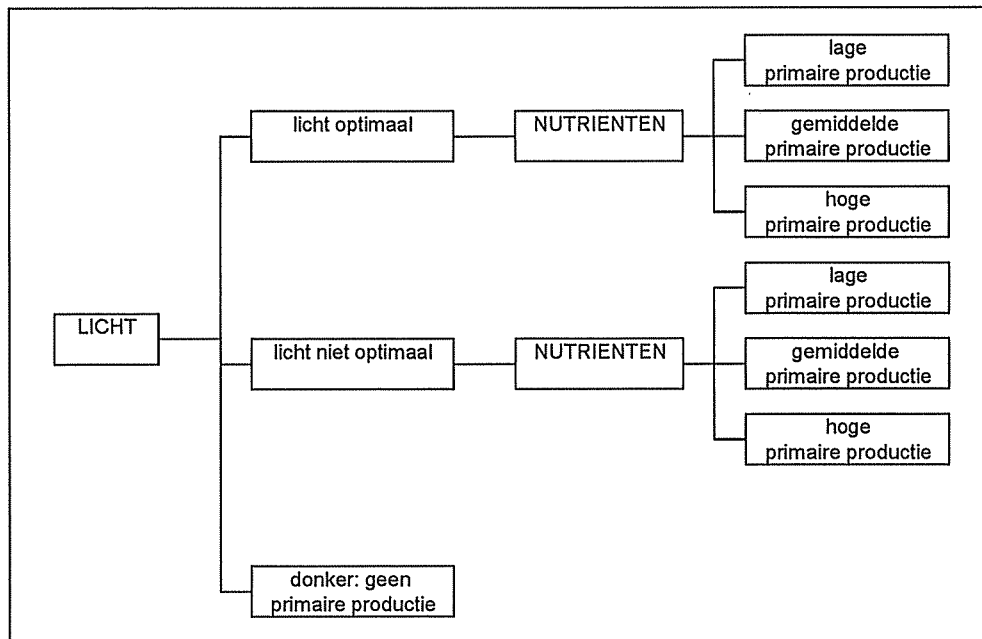 lage
primaire productie
licht optimaal
NUTRIENTEN
gemiddelde
primaire productie
hoge
primaire productie
lage
primaire productie
LICHT
licht niet optimaal
NUTRIENTEN
gemiddelde
primaire productie
hoge
primaire productie
donker: geen
primaire productie